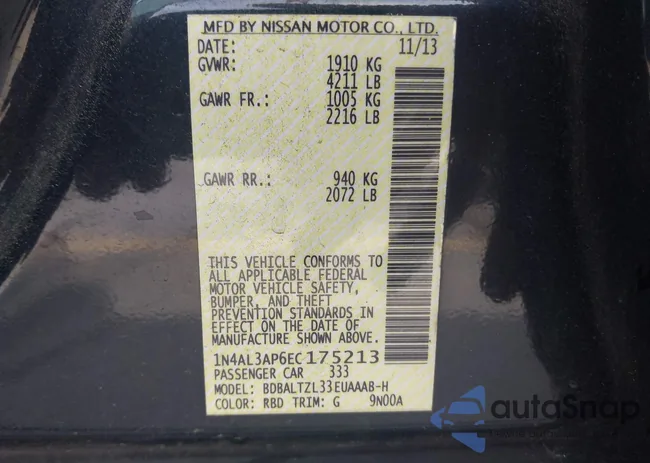 MFD BY NISSAN MOTOR CO., LTD.
DATE: 11/13
GVWR: 1910 KG
4211 LB
GAWR FR.: 1005 KG
2216 LB
GAWR RR.: 940 KG
2072 LB
THIS VEHICLE CONFORMS TO
ALL APPLICABLE FEDERAL
MOTOR VEHICLE SAFETY,
BUMPER, AND THEFT
PREVENTION STANDARDS IN
EFFECT ON THE DATE OF
MANUFACTURE SHOWN ABOVE.
1N4AL3AP6EC175213
PASSENGER CAR 333
MODEL: BDBALTZL33EUAAAB-H
COLOR: RBD TRIM: G 9N00A
autoSnap